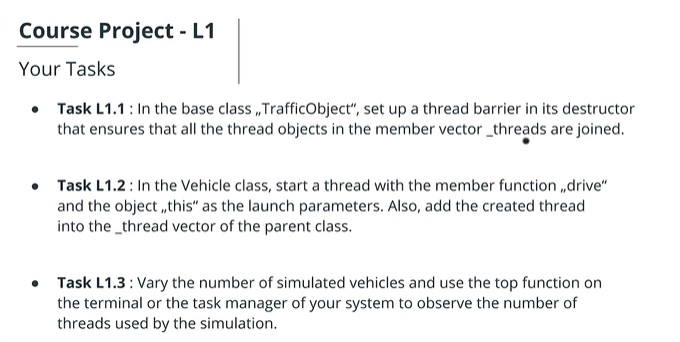 Course Project - L1
Your Tasks
• Task L1.1 : In the base class „TrafficObject“, set up a thread barrier in its destructor
that ensures that all the thread objects in the member vector _threads are joined.
• Task L1.2 : In the Vehicle class, start a thread with the member function „drive“
and the object „this“ as the launch parameters. Also, add the created thread
into the _thread vector of the parent class.
• Task L1.3 : Vary the number of simulated vehicles and use the top function on
the terminal or the task manager of your system to observe the number of
threads used by the simulation.